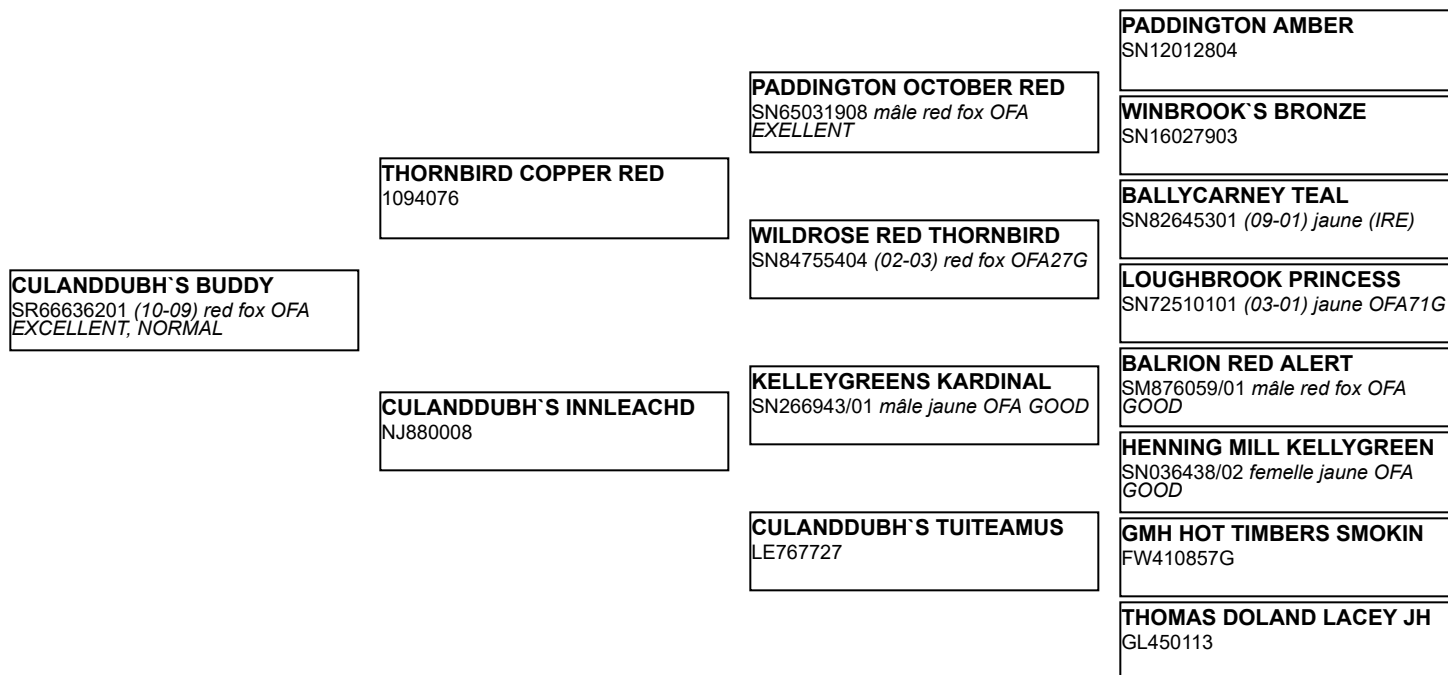 PADDINGTON AMBER
SN12012804
PADDINGTON OCTOBER RED
SN65031908 mâle red fox OFA
EXELLENT
WINBROOK`S BRONZE
SN16027903
THORNBIRD COPPER RED
1094076
BALLYCARNEY TEAL
SN82645301 (09-01) jaune (IRE)
WILDROSE RED THORNBIRD
SN84755404 (02-03) red fox OFA27G
LOUGHBROOK PRINCESS
SN72510101 (03-01) jaune OFA71G
CULANDDUBH`S BUDDY
SR66636201 (10-09) red fox OFA
EXCELLENT, NORMAL
BALRION RED ALERT
SM876059/01 mâle red fox OFA
GOOD
KELLEYGREENS KARDINAL
SN266943/01 mâle jaune OFA GOOD
HENNING MILL KELLYGREEN
SN036438/02 femelle jaune OFA
GOOD
CULANDDUBH`S INNLEACHD
NJ880008
GMH HOT TIMBERS SMOKIN
FW410857G
CULANDDUBH`S TUITEAMUS
LE767727
THOMAS DOLAND LACEY JH
GL450113